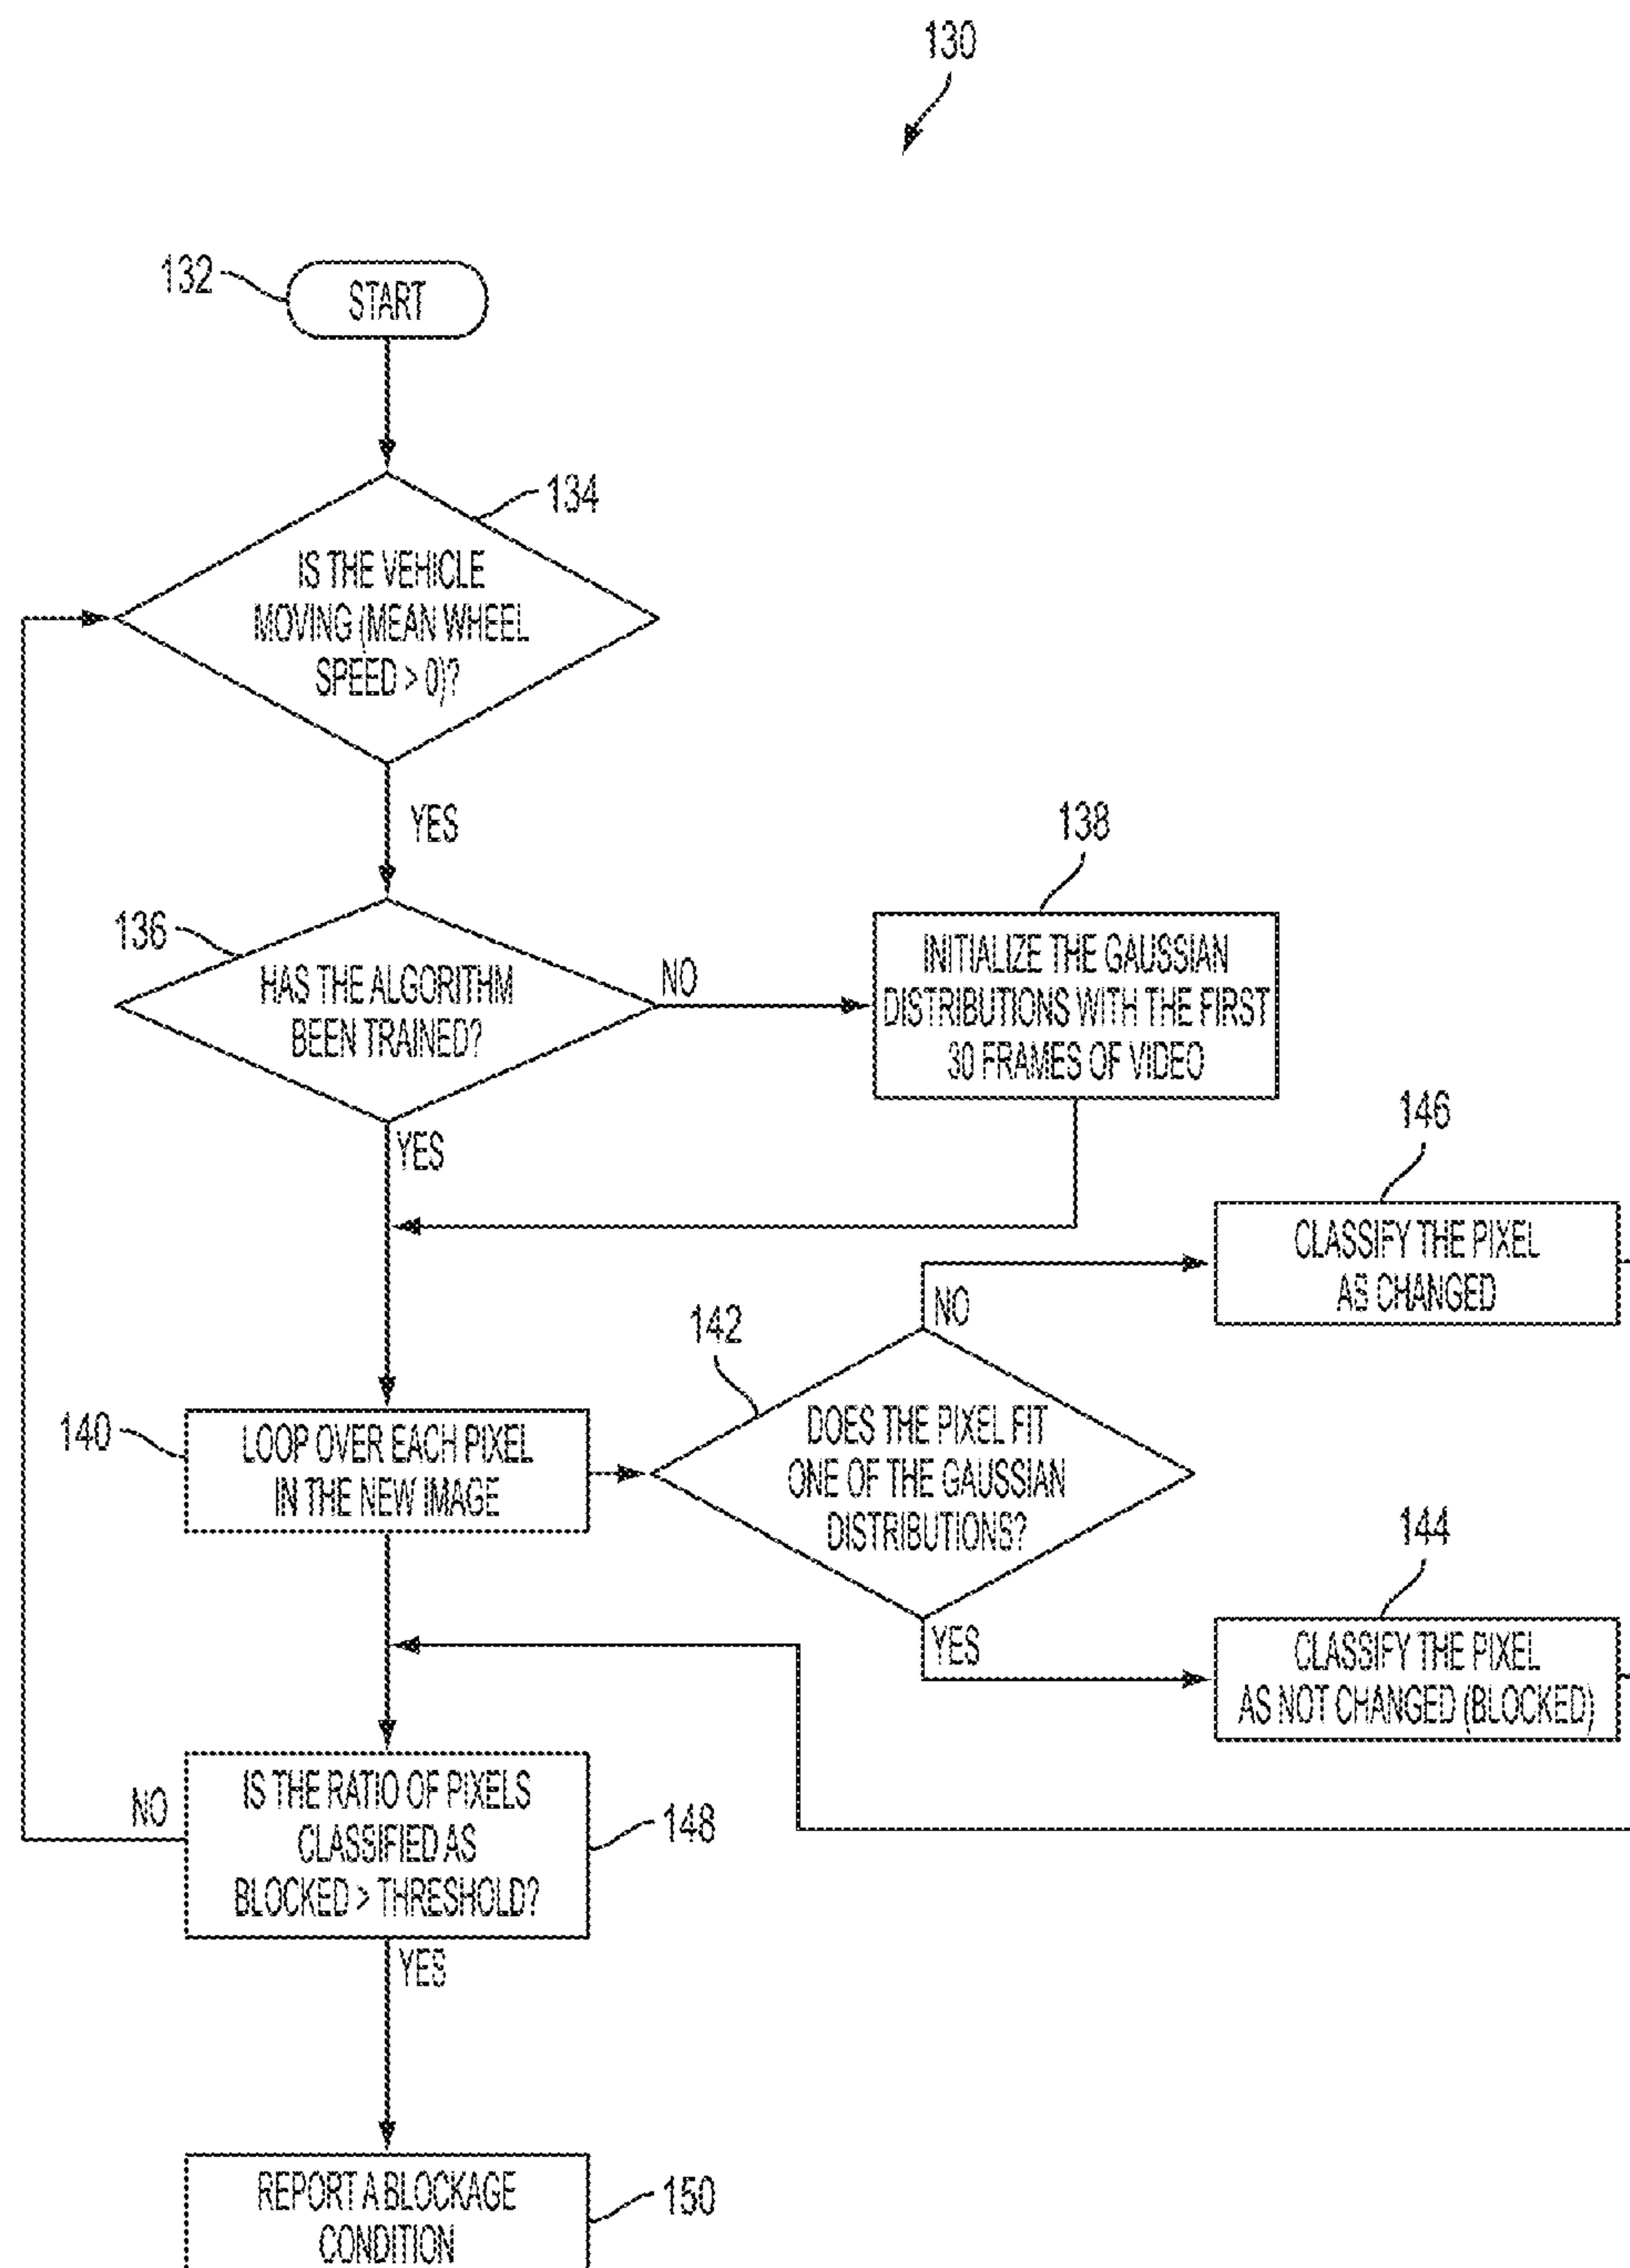 130
132
START
134
IS THE VEHICLE
MOVING (MEAN WHEEL
SPEED > 0)?
YES
138
136
HAS THE ALGORITHM
BEEN TRAINED?
NO
INITIALIZE THE GAUSSIAN
DISTRIBUTIONS WITH THE FIRST
30 FRAMES OF VIDEO
YES
146
CLASSIFY THE PIXEL
AS CHANGED
NO
142
140
LOOP OVER EACH PIXEL
IN THE NEW IMAGE
DOES THE PIXEL FIT
ONE OF THE GAUSSIAN
DISTRIBUTIONS?
144
YES
CLASSIFY THE PIXEL
AS NOT CHANGED (BLOCKED)
NO
IS THE RATIO OF PIXELS
CLASSIFIED AS
BLOCKED > THRESHOLD?
148
YES
REPORT A BLOCKAGE
CONDITION
150